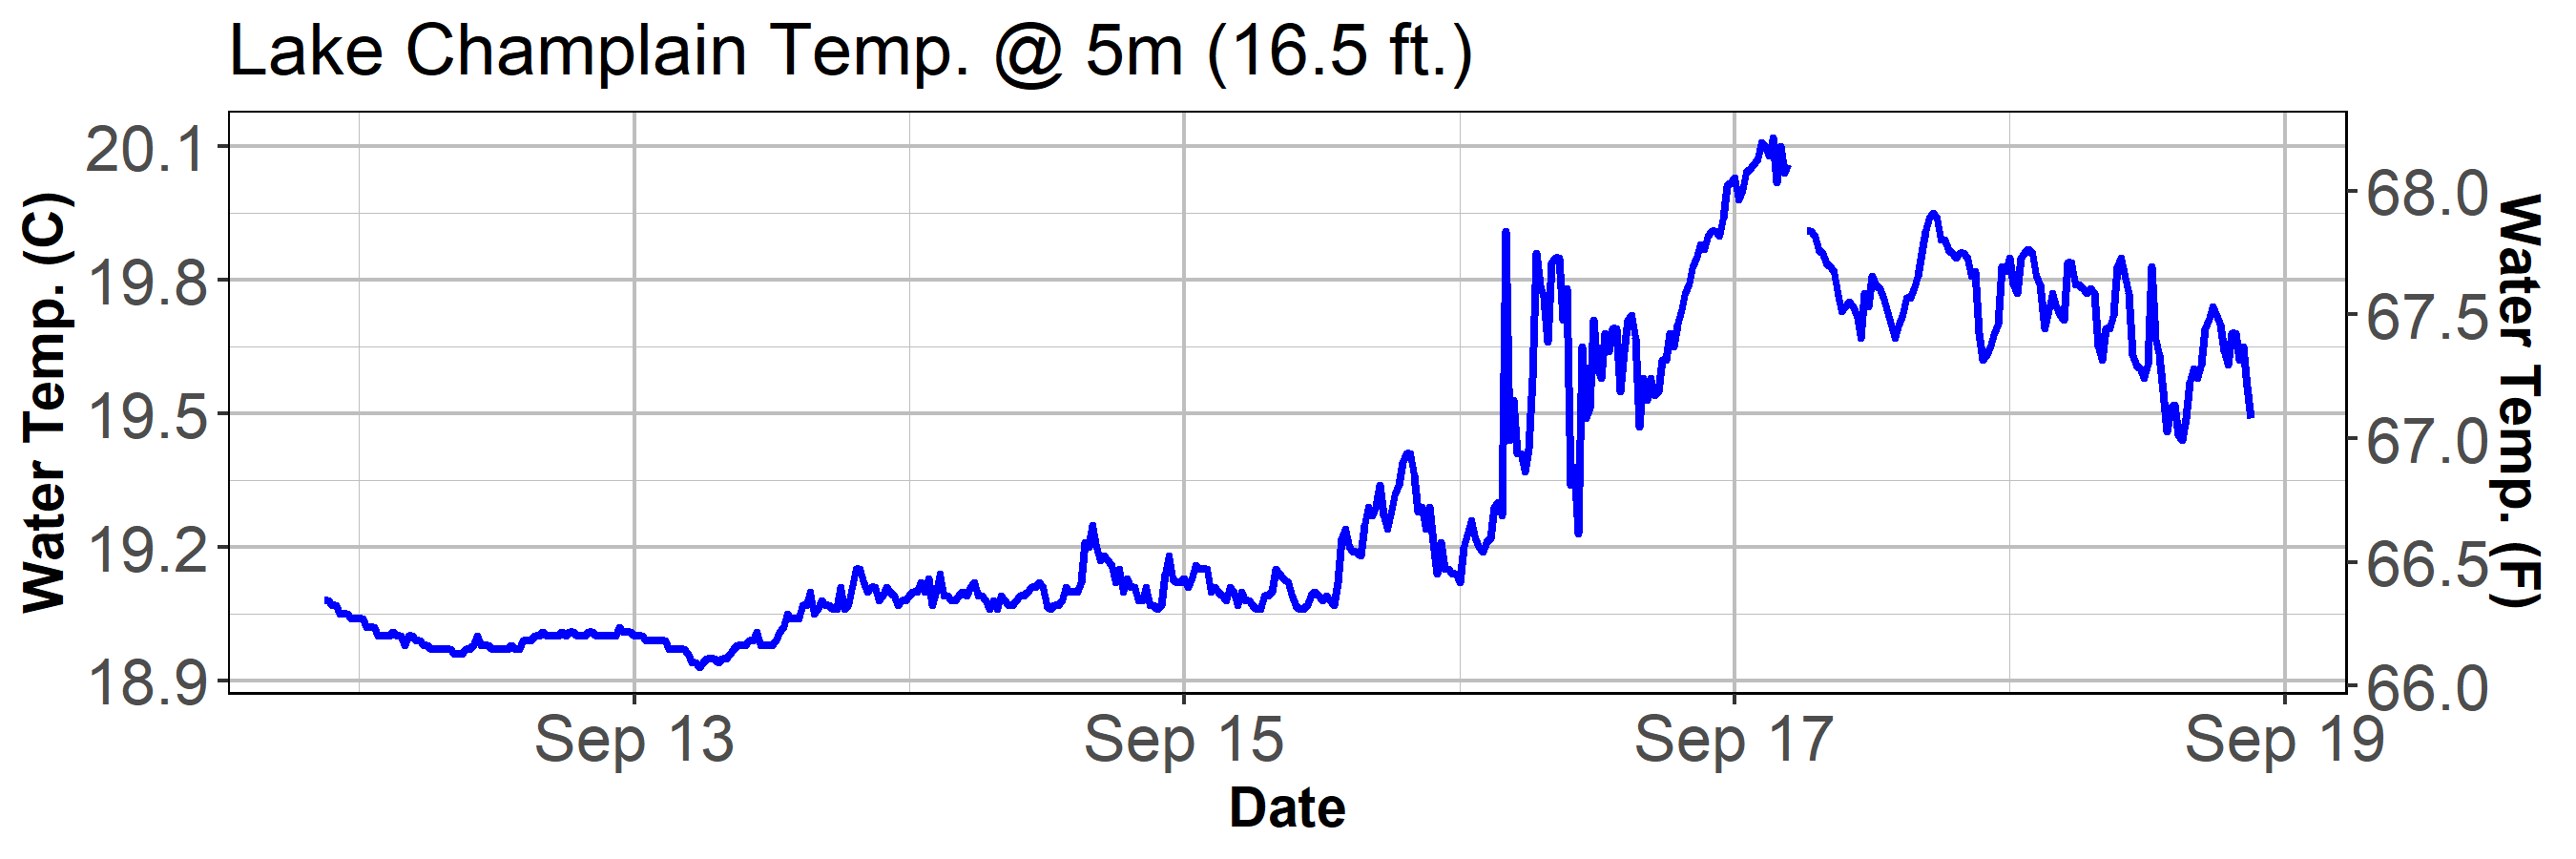 Lake Champlain Temp. @ 5m (16.5 ft.)
Water Temp. (C)
20.1
19.8
19.5
19.2
18.9
68.0
67.5
67.0
66.5
66.0
Water Temp. (F)
Sep 13
Sep 15
Sep 17
Sep 19
Date